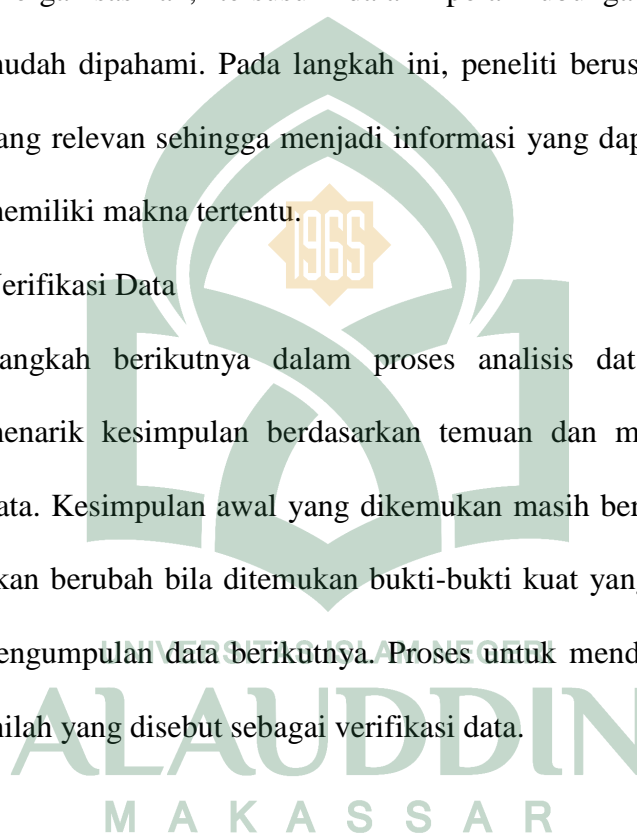 mudah dipahami. Pada langkah ini, peneliti berus
ang relevan sehingga menjadi informasi yang dap
memiliki makna tertentu.
1965
Verifikasi Data
angkah berikutnya dalam proses analisis dat
menarik kesimpulan berdasarkan temuan dan m
ata. Kesimpulan awal yang dikemukan masih ber
kan berubah bila ditemukan bukti-bukti kuat yang
engumpulan data berikutnya. Proses untuk mend
UNIVERSITAS ISLAM NEGERI
nilah yang disebut sebagai verifikasi data.
ALAUDDIN
MAKASSAR